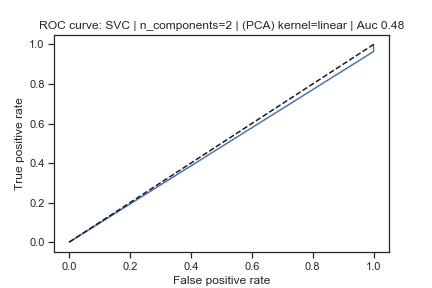 ROC curve: SVC | n_components=2 | (PCA) kernel=linear | Auc 0.48
1.0
0.8
0.6
0.4
0.2
0.0
True positive rate
0.0 0.2 0.4 0.6 0.8 1.0
False positive rate